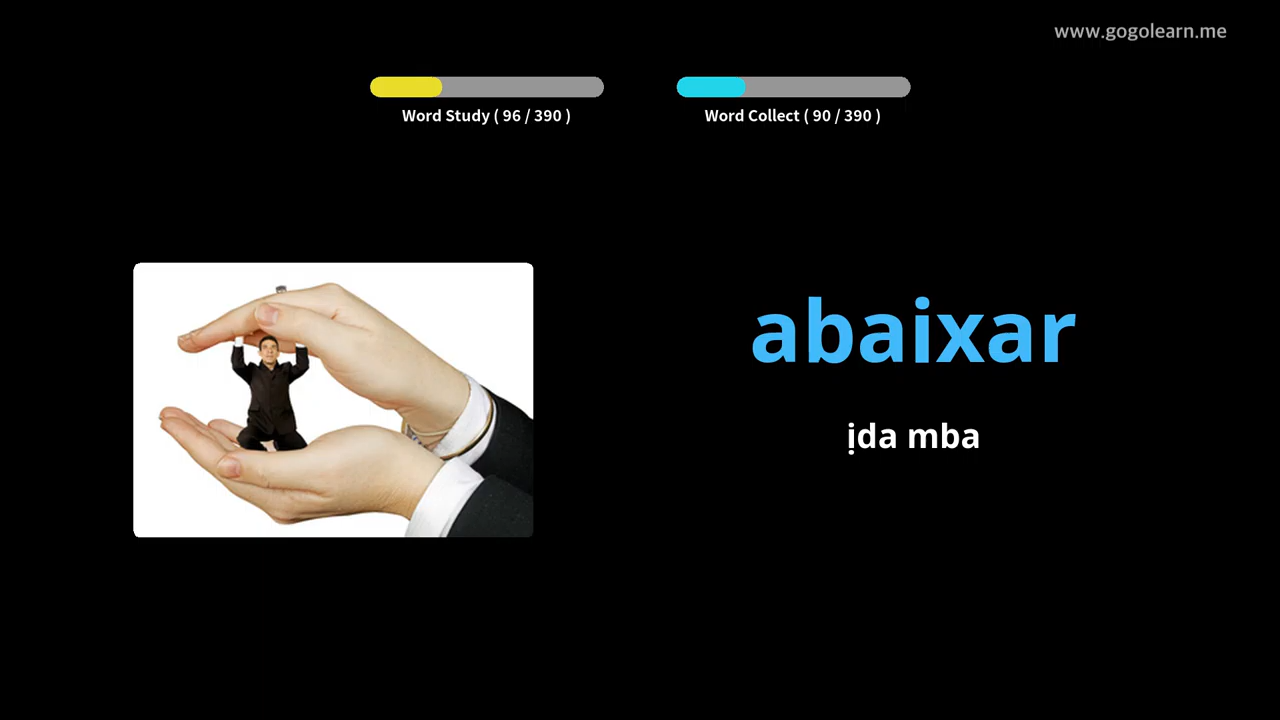 www.gogolearn.me
Word Study ( 96 / 390 )
Word Collect ( 90 / 390 )
abaixar
ịda mba